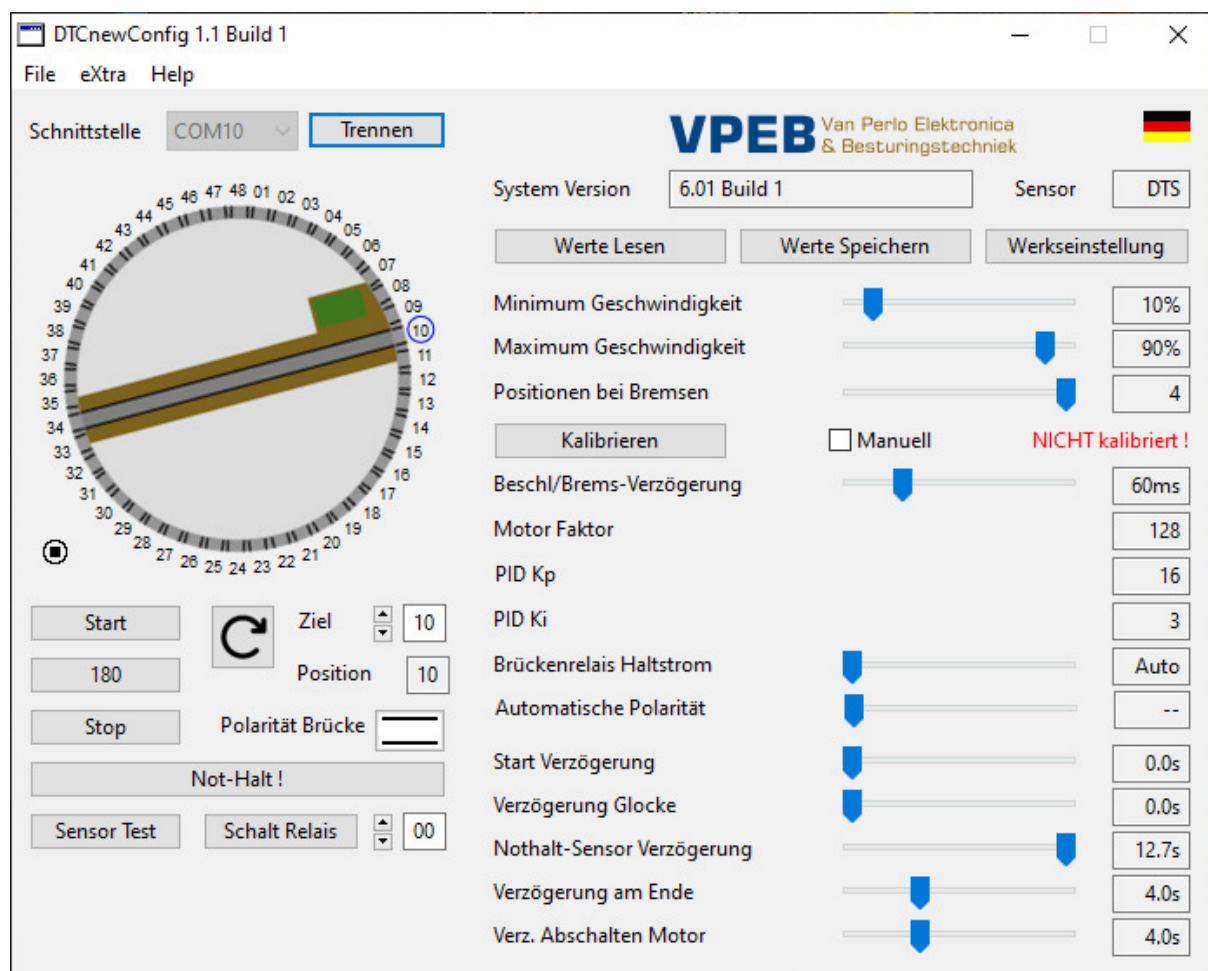 DTCnewConfig 1.1 Build 1
File eXtra Help
Schnittstelle COM10 Trennen
VPEB Van Perlo Elektronica
& Besturingstechniek
System Version 6.01 Build 1 Sensor DTS
Werte Lesen Werte Speichern Werkseinstellung
01
02
03
04
05
06
07
08
09
10
11
12
13
14
15
16
17
18
19
20
21
22
23
24
25
26
27
28
29
30
31
32
33
34
35
36
37
38
39
40
41
42
43
44
45
46
47
48
Start
Ziel 10
180
Position 10
Stop
Polarität Brücke
Not-Halt !
Sensor Test Schalt Relais 00
Minimum Geschwindigkeit 10%
Maximum Geschwindigkeit 90%
Positionen bei Bremsen 4
Kalibrieren Manuell NICHT kalibriert !
Beschl/Brems-Verzögerung 60ms
Motor Faktor 128
PID Kp 16
PID Ki 3
Brückenrelais Haltstrom Auto
Automatische Polarität --
Start Verzögerung 0.0s
Verzögerung Glocke 0.0s
Nothalt-Sensor Verzögerung 12.7s
Verzögerung am Ende 4.0s
Verz. Abschalten Motor 4.0s